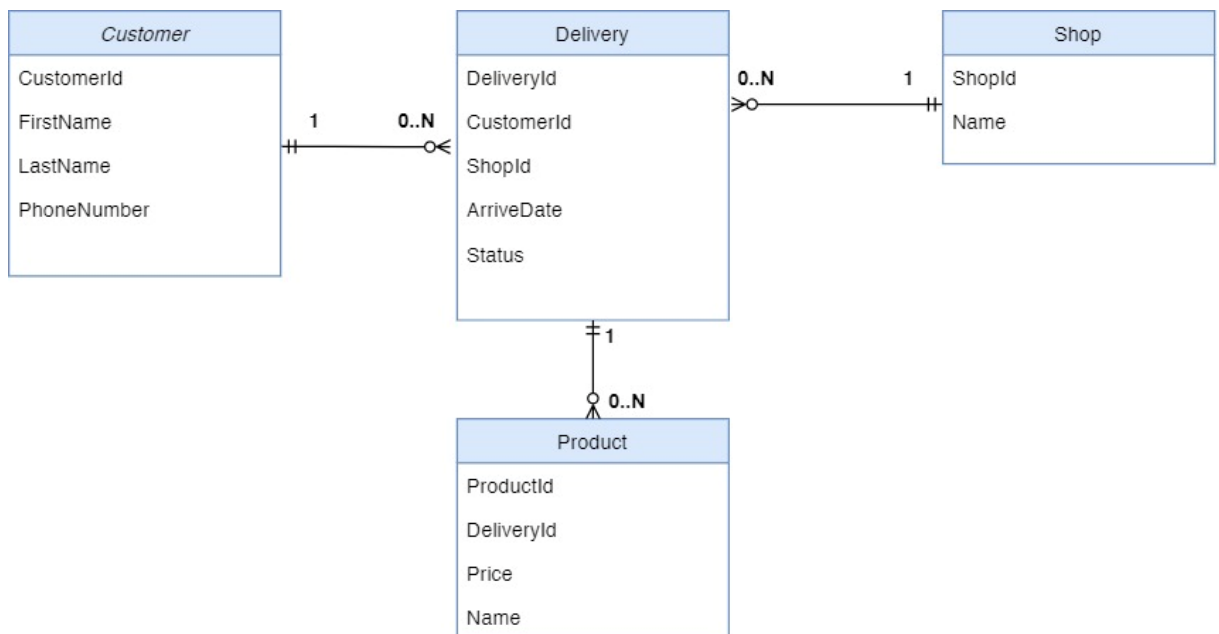 Customer
CustomerId
FirstName
LastName
PhoneNumber
1
0..N
Delivery
DeliveryId
CustomerId
ShopId
ArriveDate
Status
0..N
1
Shop
ShopId
Name
1
0..N
Product
ProductId
DeliveryId
Price
Name